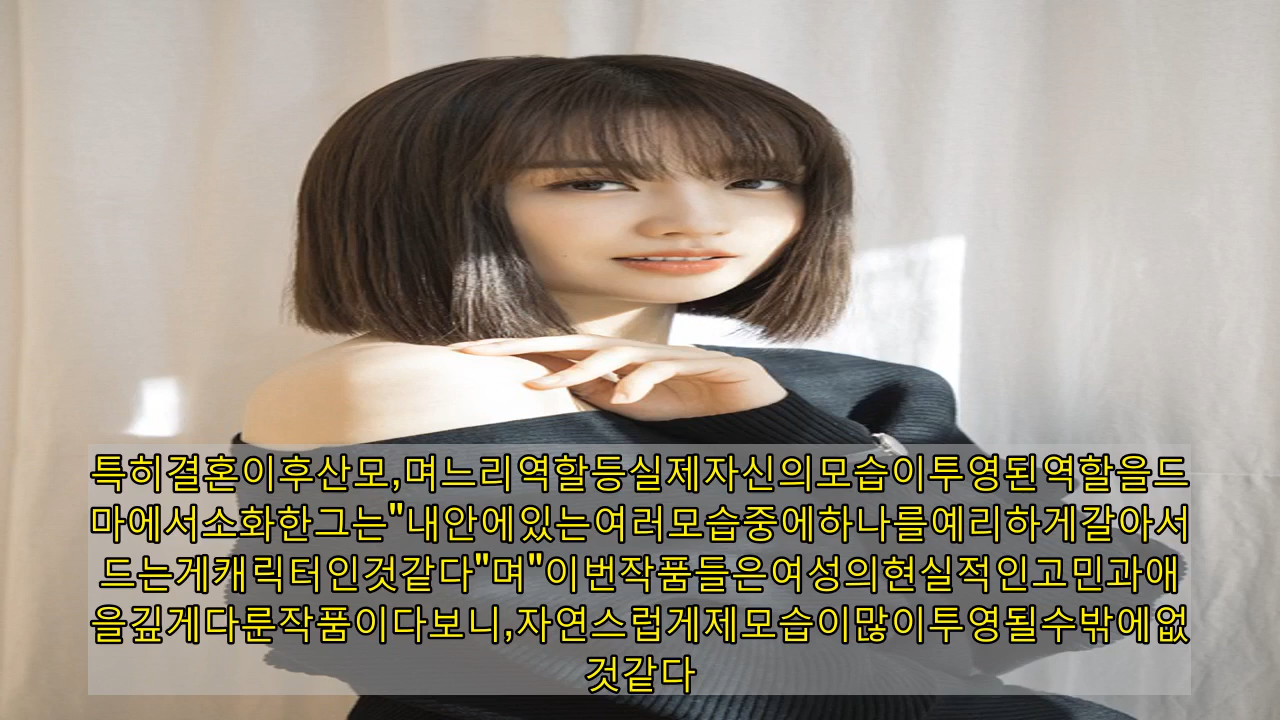 특히결혼이후산모,며느리역할등실제자신의모습이투영된역할을드
마에서소화한그는"내안에있는여러모습중에하나를예리하게갈아서
드는게캐릭터인것같다"며"이번작품들은여성의현실적인고민과애
을깊게다룬작품이다보니,자연스럽게제모습이많이투영될수밖에없
것같다